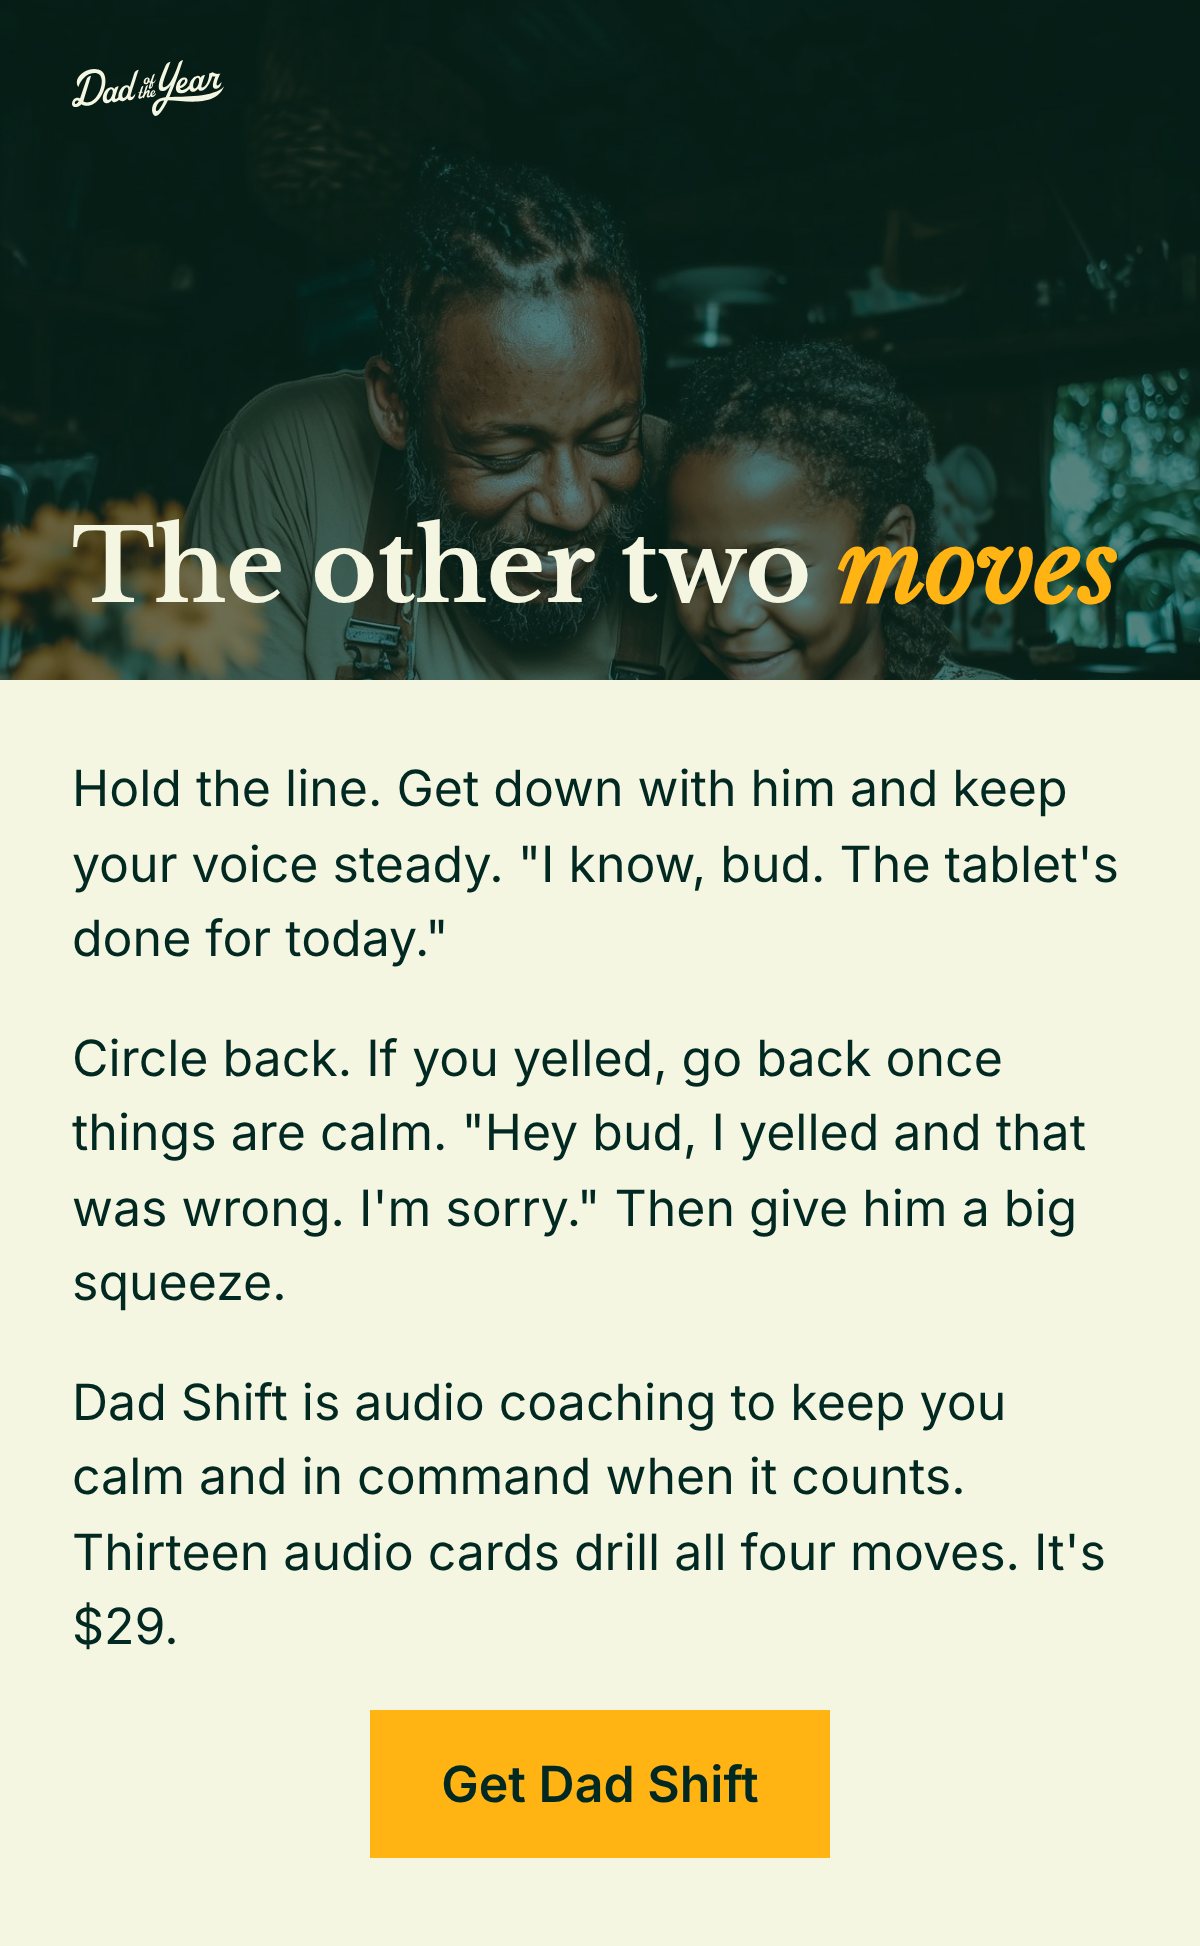 Dad of the Year
The other two moves
Hold the line. Get down with him and keep
your voice steady. "I know, bud. The tablet's
done for today."
Circle back. If you yelled, go back once
things are calm. "Hey bud, I yelled and that
was wrong. I'm sorry." Then give him a big
squeeze.
Dad Shift is audio coaching to keep you
calm and in command when it counts.
Thirteen audio cards drill all four moves. It's
$29.
Get Dad Shift